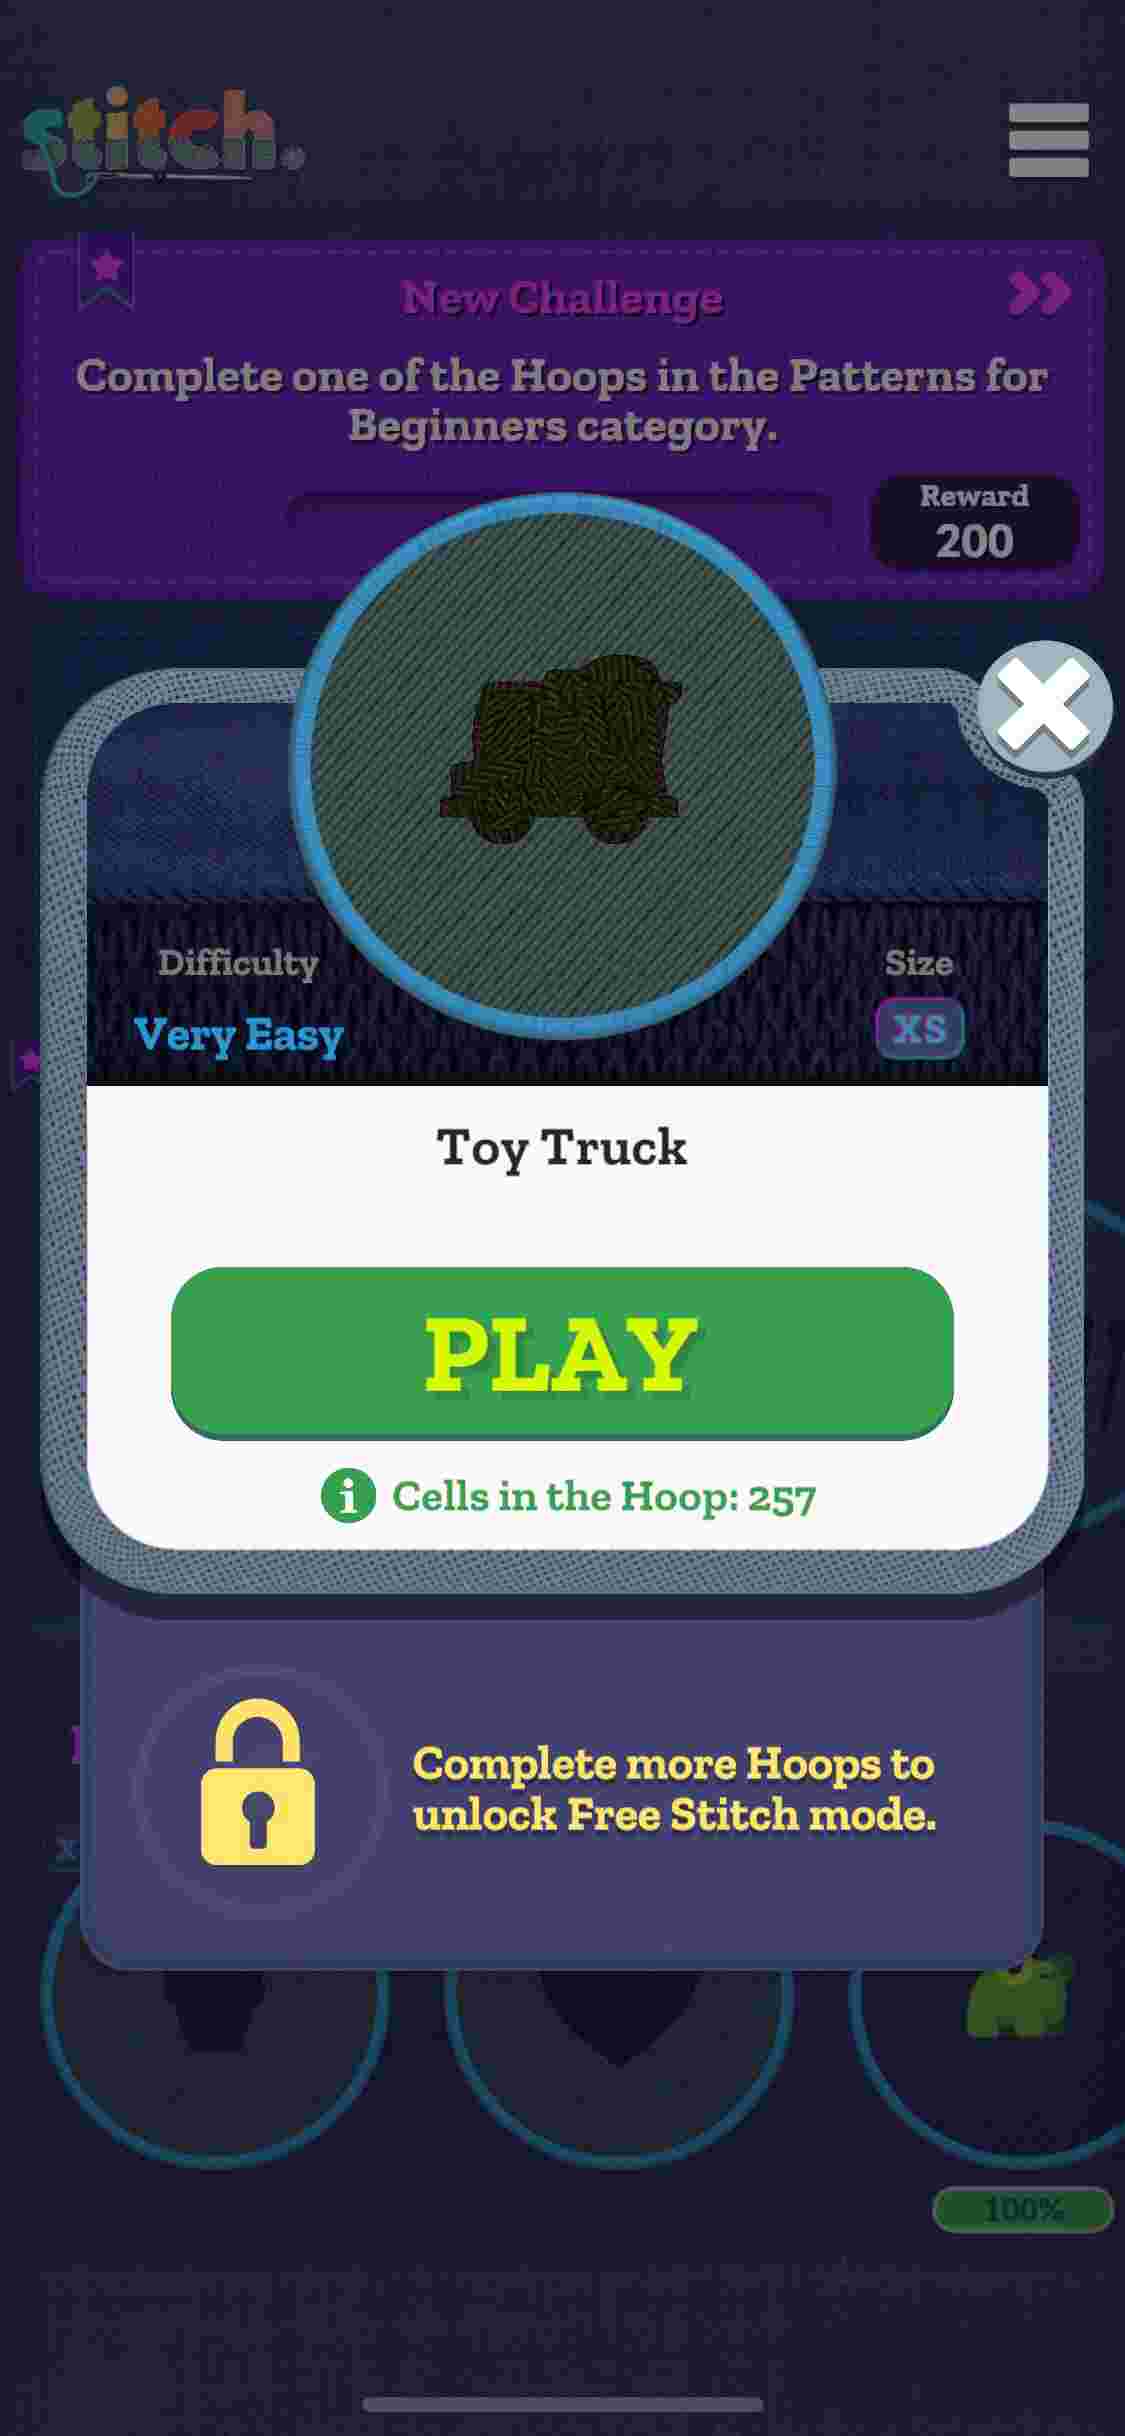 stitch.
New Challenge
Complete one of the Hoops in the Patterns for
Beginners category.
Reward
200
Difficulty
Very Easy
Size
XS
Toy Truck
PLAY
Cells in the Hoop: 257
Complete more Hoops to
unlock Free Stitch mode.
100%